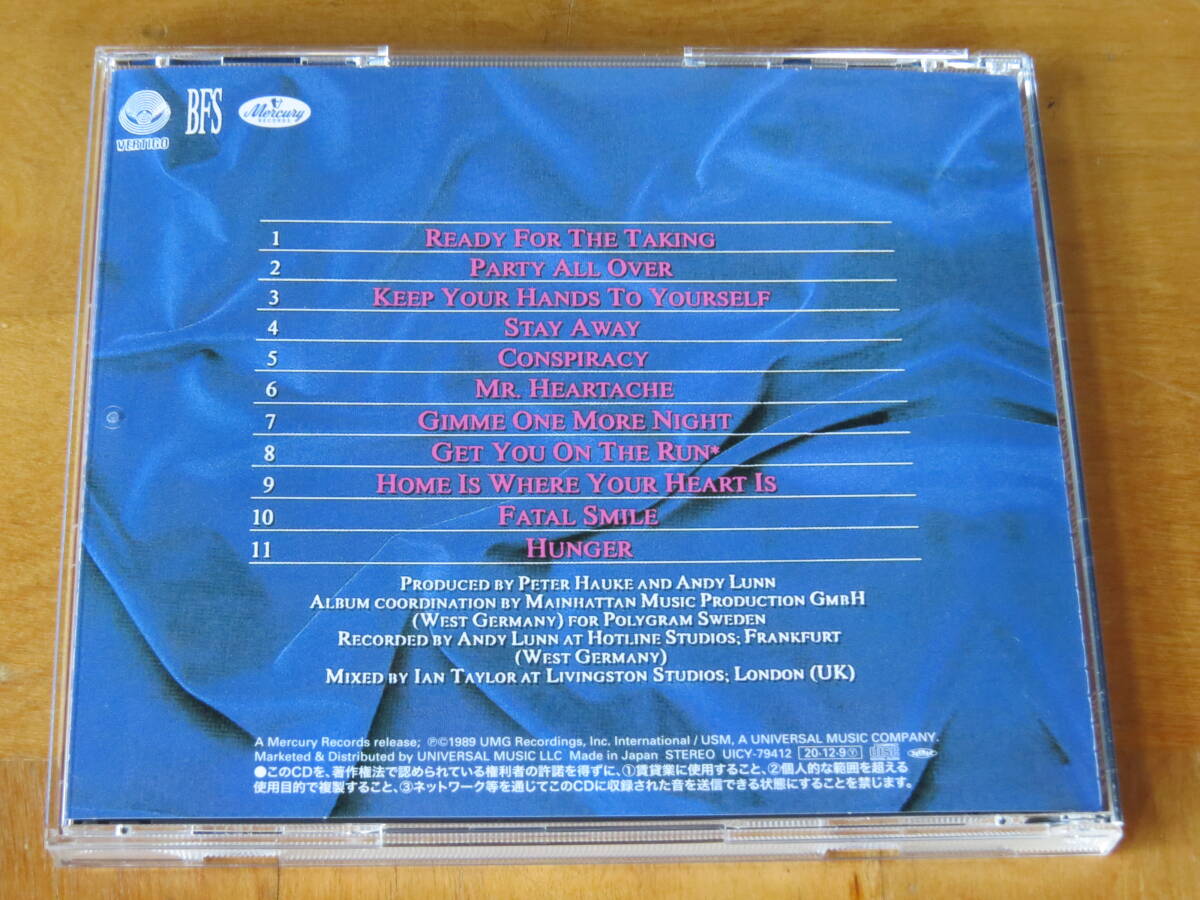 VERTIGO
BFS
Mercury
RECORDS
1 READY FOR THE TAKING
2 PARTY ALL OVER
3 KEEP YOUR HANDS TO YOURSELF
4 STAY AWAY
5 CONSPIRACY
6 MR. HEARTACHE
7 GIMME ONE MORE NIGHT
8 GET YOU ON THE RUN*
9 HOME IS WHERE YOUR HEART IS
10 FATAL SMILE
11 HUNGER
PRODUCED BY PETER HAUKE AND ANDY LUNN
ALBUM COORDINATION BY MAINHATTAN MUSIC PRODUCTION GMBH
(WEST GERMANY) FOR POLYGRAM SWEDEN
RECORDED BY ANDY LUNN AT HOTLINE STUDIOS; FRANKFURT
(WEST GERMANY)
MIXED BY IAN TAYLOR AT LIVINGSTON STUDIOS; LONDON (UK)
A Mercury Records release; ℗©1989 UMG Recordings, Inc. International / USM, A UNIVERSAL MUSIC COMPANY.
Marketed & Distributed by UNIVERSAL MUSIC LLC Made in Japan STEREO UICY-79412 20-12-9 Ⓨ
●このCDを、著作権法で認められている権利者の許諾を得ずに、①賃貸業に使用すること、②個人的な範囲を超える
使用目的で複製すること、③ネットワーク等を通じてこのCDに収録された音を送信できる状態にすることを禁じます。